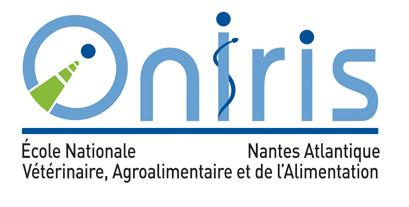 Oniris
École Nationale Nantes Atlantique
Vétérinaire, Agroalimentaire et de l'Alimentation